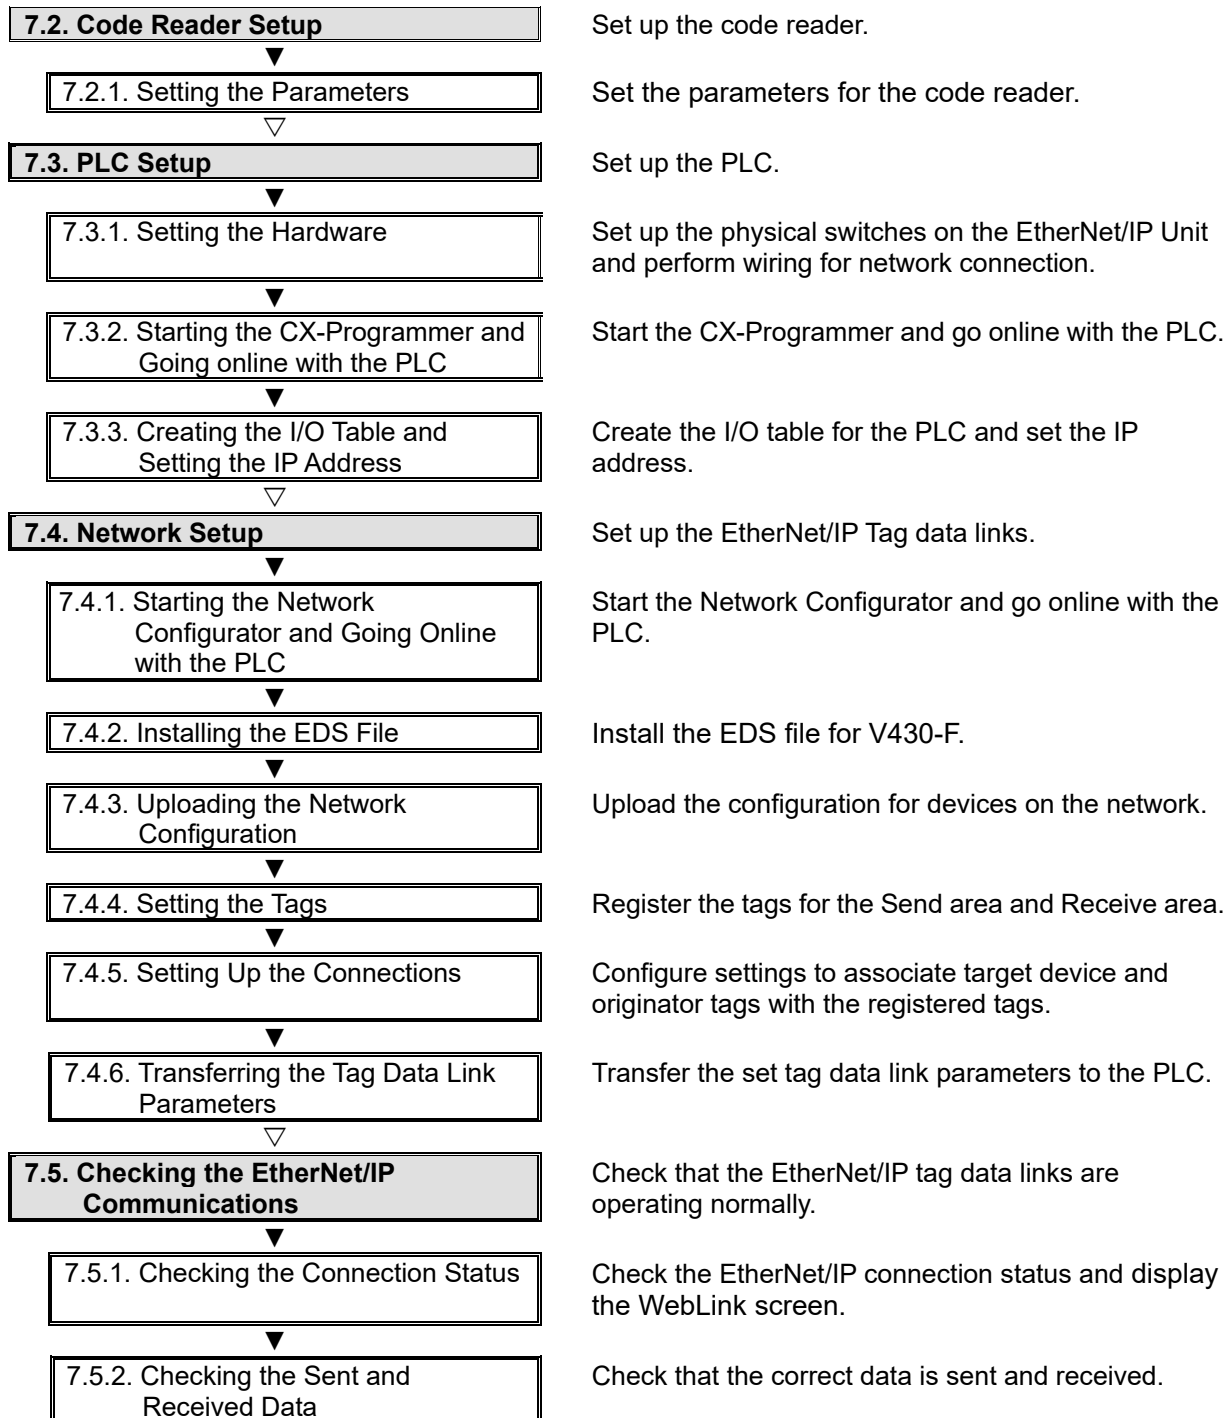 7.2. Code Reader Setup
Set up the code reader.
▼
7.2.1. Setting the Parameters
Set the parameters for the code reader.
▽
7.3. PLC Setup
Set up the PLC.
▼
7.3.1. Setting the Hardware
Set up the physical switches on the EtherNet/IP Unit
and perform wiring for network connection.
▼
7.3.2. Starting the CX-Programmer and
Going online with the PLC
Start the CX-Programmer and go online with the PLC.
▼
7.3.3. Creating the I/O Table and
Setting the IP Address
Create the I/O table for the PLC and set the IP
address.
▽
7.4. Network Setup
Set up the EtherNet/IP Tag data links.
▼
7.4.1. Starting the Network
Configurator and Going Online
with the PLC
Start the Network Configurator and go online with the
PLC.
▼
7.4.2. Installing the EDS File
Install the EDS file for V430-F.
▼
7.4.3. Uploading the Network
Configuration
Upload the configuration for devices on the network.
▼
7.4.4. Setting the Tags
Register the tags for the Send area and Receive area.
▼
7.4.5. Setting Up the Connections
Configure settings to associate target device and
originator tags with the registered tags.
▼
7.4.6. Transferring the Tag Data Link
Parameters
Transfer the set tag data link parameters to the PLC.
▽
7.5. Checking the EtherNet/IP
Communications
Check that the EtherNet/IP tag data links are
operating normally.
▼
7.5.1. Checking the Connection Status
Check the EtherNet/IP connection status and display
the WebLink screen.
▼
7.5.2. Checking the Sent and
Received Data
Check that the correct data is sent and received.